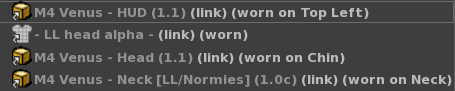 M4 Venus - HUD (1.1) (link) (worn on Top Left)
- LL head alpha - (link) (worn)
M4 Venus - Head (1.1) (link) (worn on Chin)
M4 Venus - Neck [LL/Normies] (1.0c) (link) (worn on Neck)